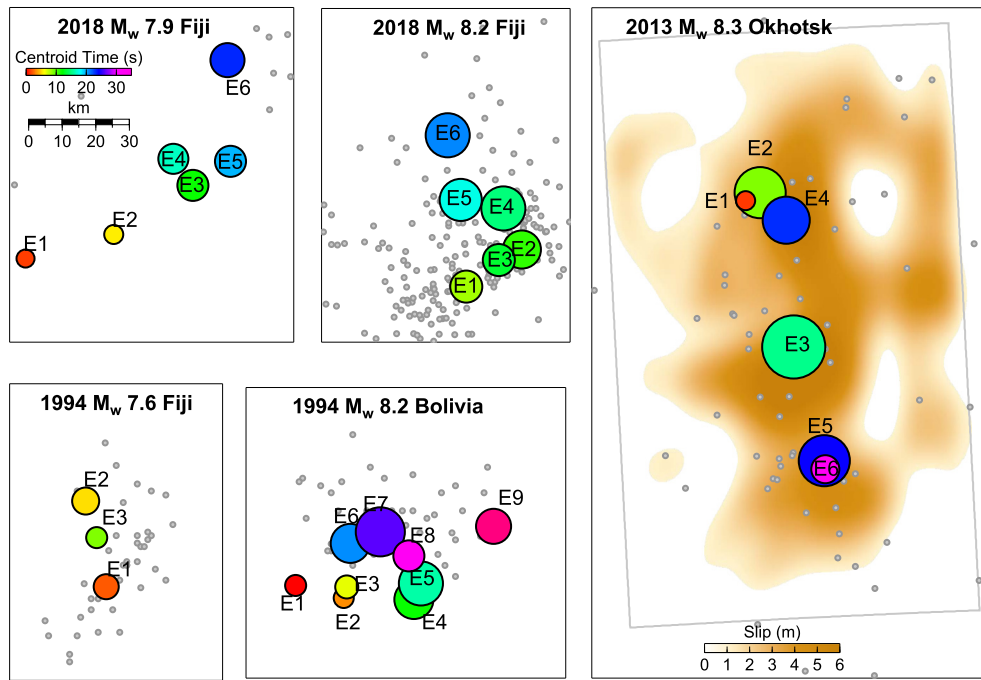 2018 Mw 7.9 Fiji
Centroid Time (s)
0 10 20 30
km
0 10 20 30
E6
E4
E5
E3
E2
E1
2018 Mw 8.2 Fiji
E6
E5
E4
E2
E3
E1
2013 Mw 8.3 Okhotsk
E2
E1
E4
E3
E5
E6
Slip (m)
0 1 2 3 4 5 6
1994 Mw 7.6 Fiji
E2
E3
E1
1994 Mw 8.2 Bolivia
E9
E7
E6
E8
E5
E3
E1
E2
E4